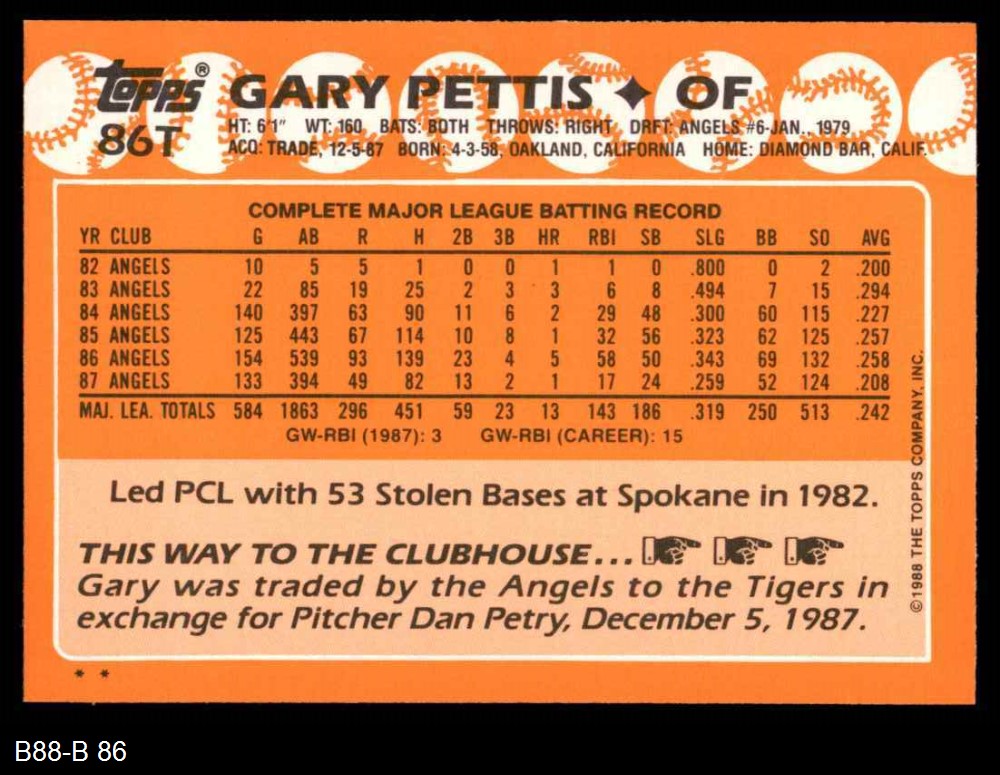 topps® GARY PETTIS ✦ OF
86T
HT: 6'1" WT: 160 BATS: BOTH THROWS: RIGHT DRFT: ANGELS #6-JAN., 1979
ACQ: TRADE, 12-5-87 BORN: 4-3-58, OAKLAND, CALIFORNIA HOME: DIAMOND BAR, CALIF.
COMPLETE MAJOR LEAGUE BATTING RECORD
YR CLUB G AB R H 2B 3B HR RBI SB SLG BB SO AVG
82 ANGELS 10 5 5 1 0 0 1 1 0 .800 0 2 .200
83 ANGELS 22 85 19 25 2 3 3 6 8 .494 7 15 .294
84 ANGELS 140 397 63 90 11 6 2 29 48 .300 60 115 .227
85 ANGELS 125 443 67 114 10 8 1 32 56 .323 62 125 .257
86 ANGELS 154 539 93 139 23 4 5 58 50 .343 69 132 .258
87 ANGELS 133 394 49 82 13 2 1 17 24 .259 52 124 .208
MAJ. LEA. TOTALS 584 1863 296 451 59 23 13 143 186 .319 250 513 .242
GW-RBI (1987): 3 GW-RBI (CAREER): 15
Led PCL with 53 Stolen Bases at Spokane in 1982.
THIS WAY TO THE CLUBHOUSE...
Gary was traded by the Angels to the Tigers in
exchange for Pitcher Dan Petry, December 5, 1987.
©1988 THE TOPPS COMPANY, INC.
* *
B88-B 86